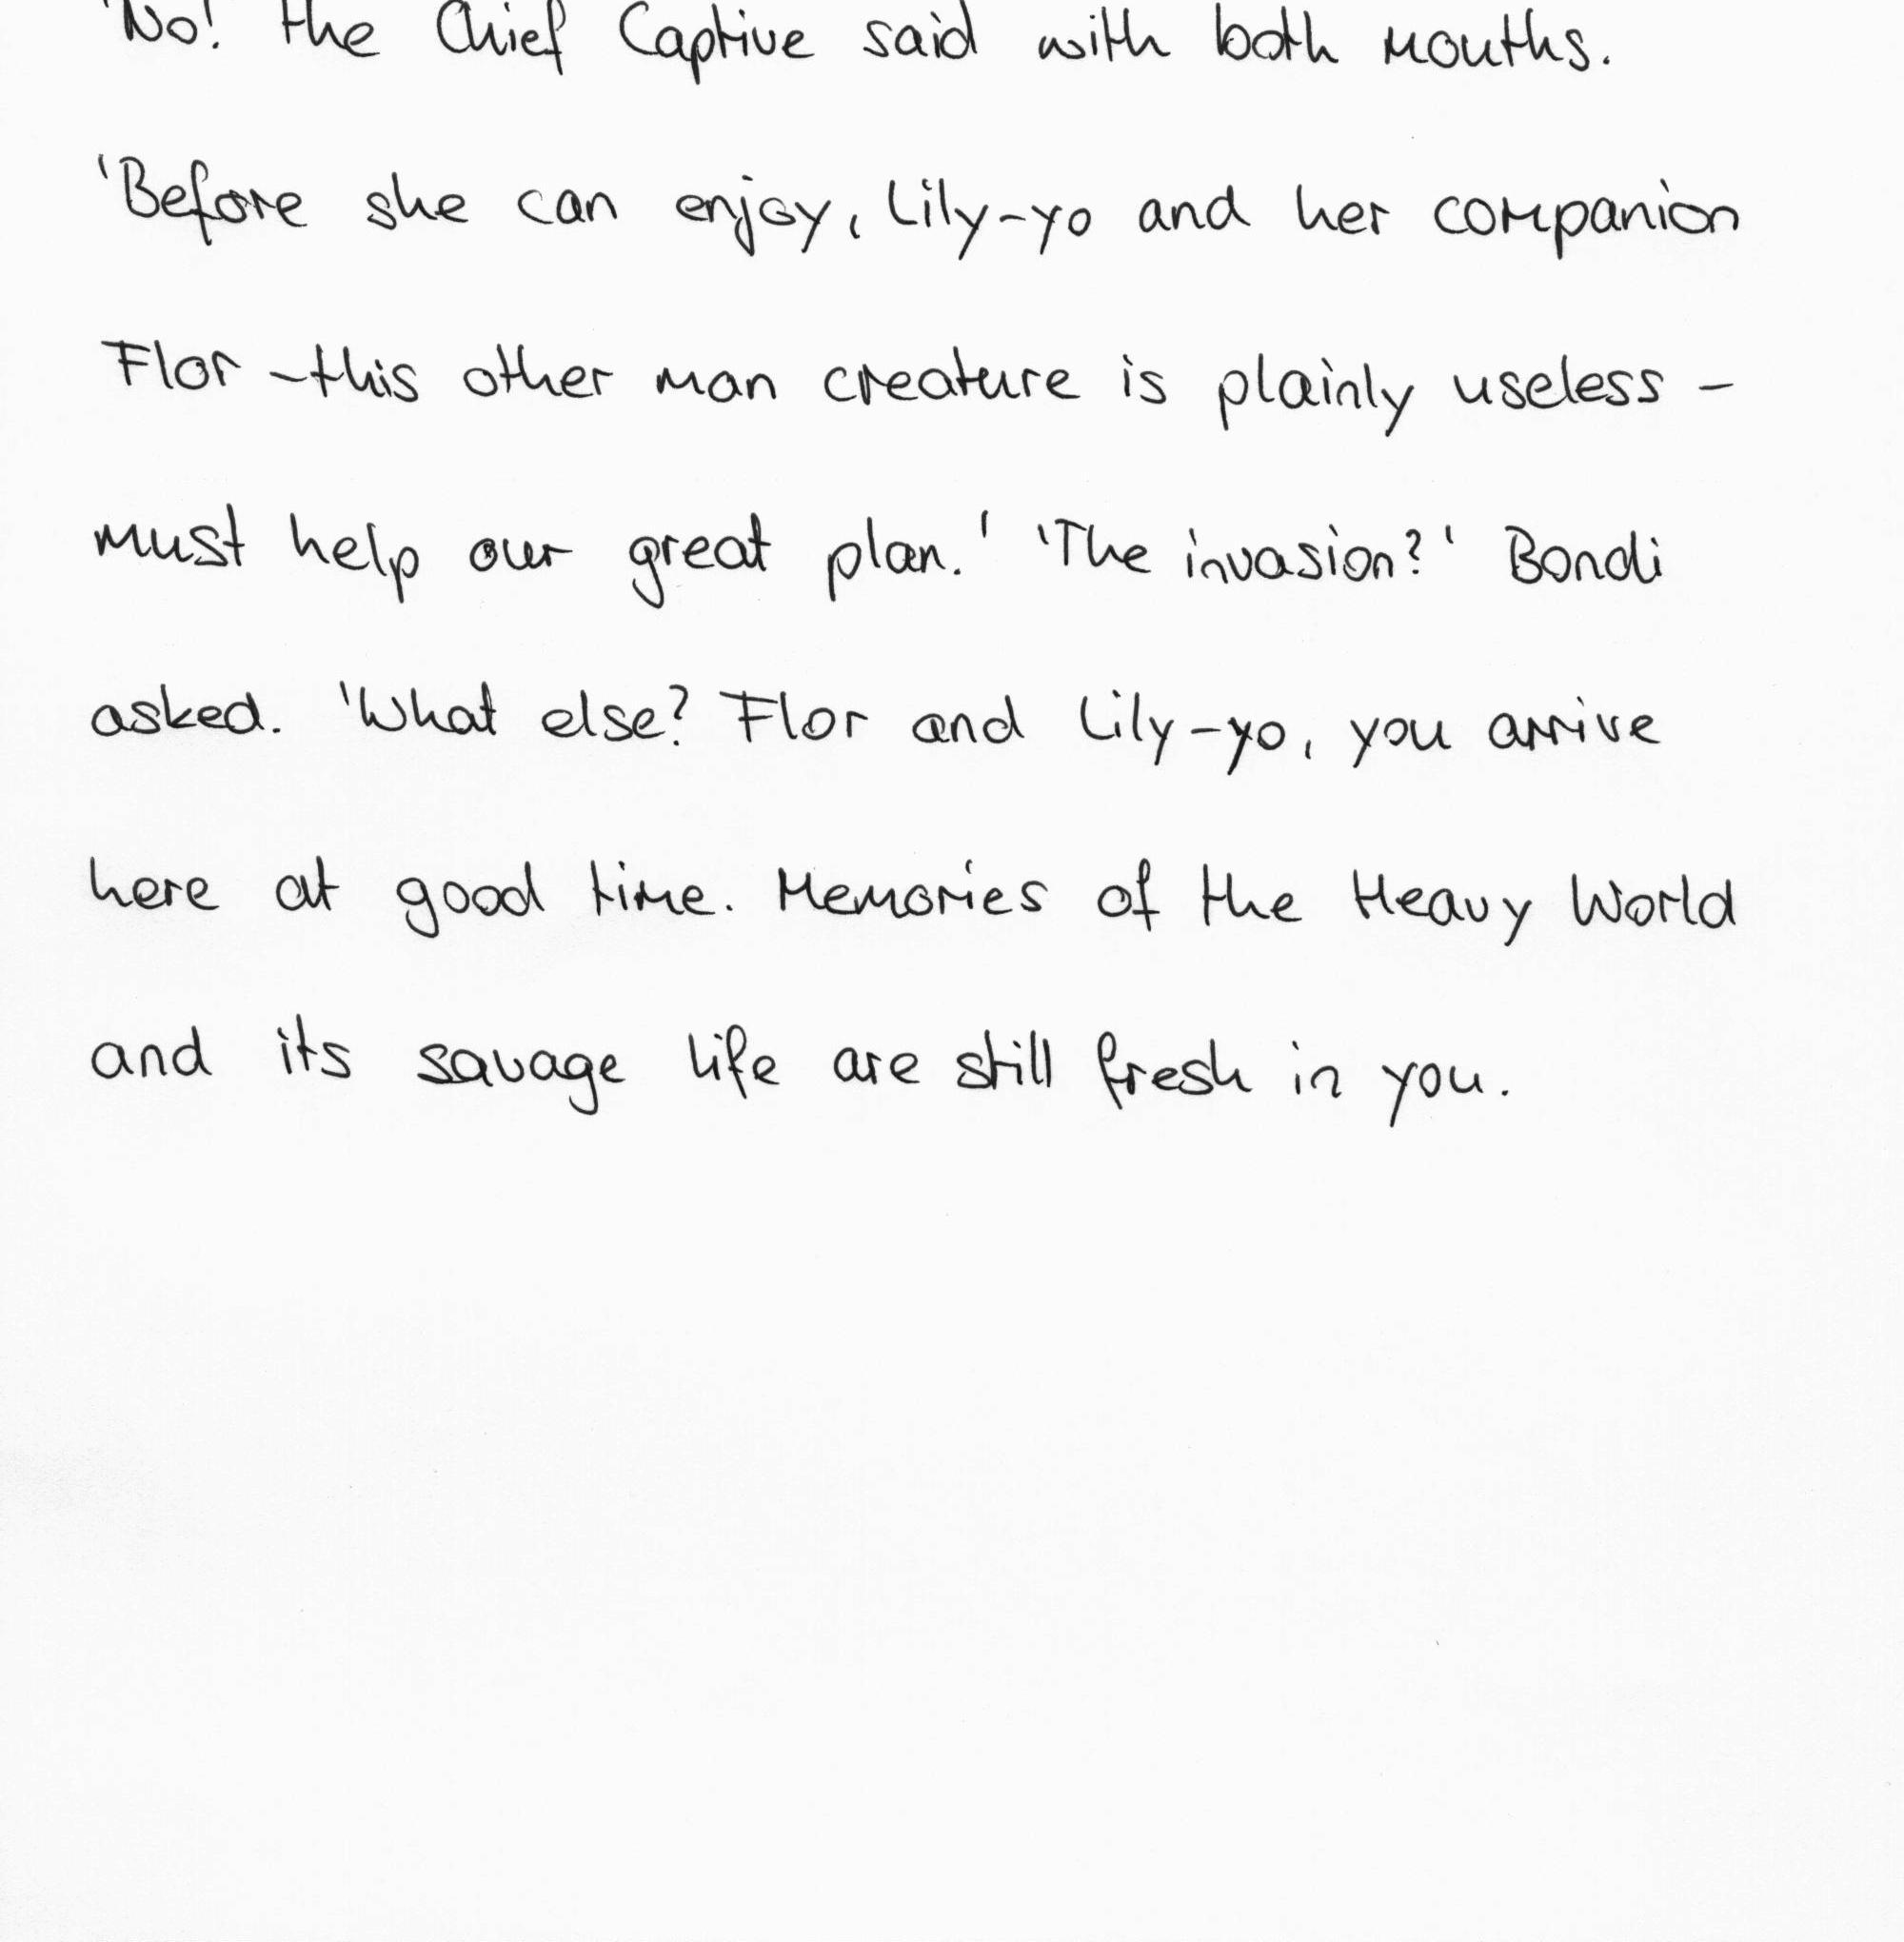 'No! the Chief Captive said with both mouths.
'Before she can enjoy, Lily-yo and her companion
Flor - this other man creature is plainly useless -
must help our great plan.' 'The invasion?' Bondi
asked. 'What else? Flor and Lily-yo, you arrive
here at good time. Memories of the Heavy World
and its savage life are still fresh in you.